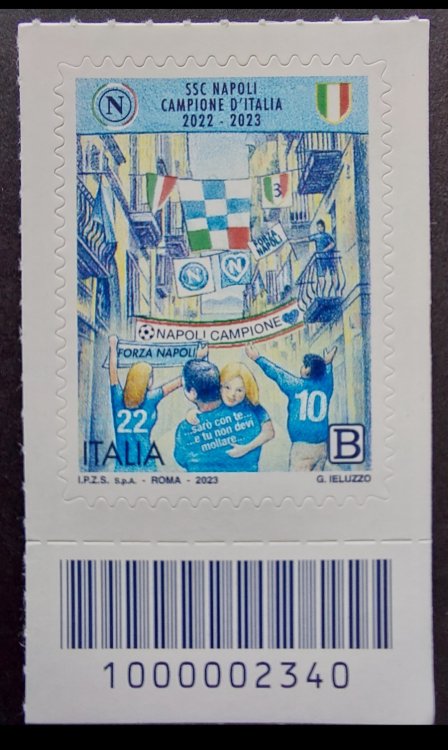 N
SSC NAPOLI
CAMPIONE D'ITALIA
2022 - 2023
3
FORZA
NAPOLI
N
N
NAPOLI CAMPIONE
FORZA NAPOLI
22
10
...sarò con te...
...e tu non devi
mollare...
ITALIA
B
I.P.Z.S. S.p.A. - ROMA - 2023
G. IELUZZO
1000002340